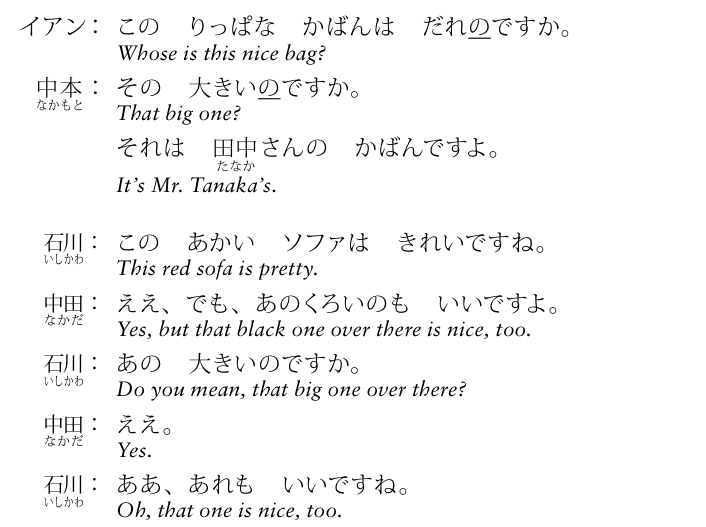 イアン： この　りっぱな　かばんは　だれのですか。
Whose is this nice bag?
中本： その　大きいのですか。
なかもと
That big one?
それは　田中さんの　かばんですよ。
たなか
It's Mr. Tanaka's.
石川： この　あかい　ソファは　きれいですね。
いしかわ
This red sofa is pretty.
中田： ええ、でも、あのくろいのも　いいですよ。
なかだ
Yes, but that black one over there is nice, too.
石川： あの　大きいのですか。
いしかわ
Do you mean, that big one over there?
中田： ええ。
なかだ
Yes.
石川： ああ、あれも　いいですね。
いしかわ
Oh, that one is nice, too.